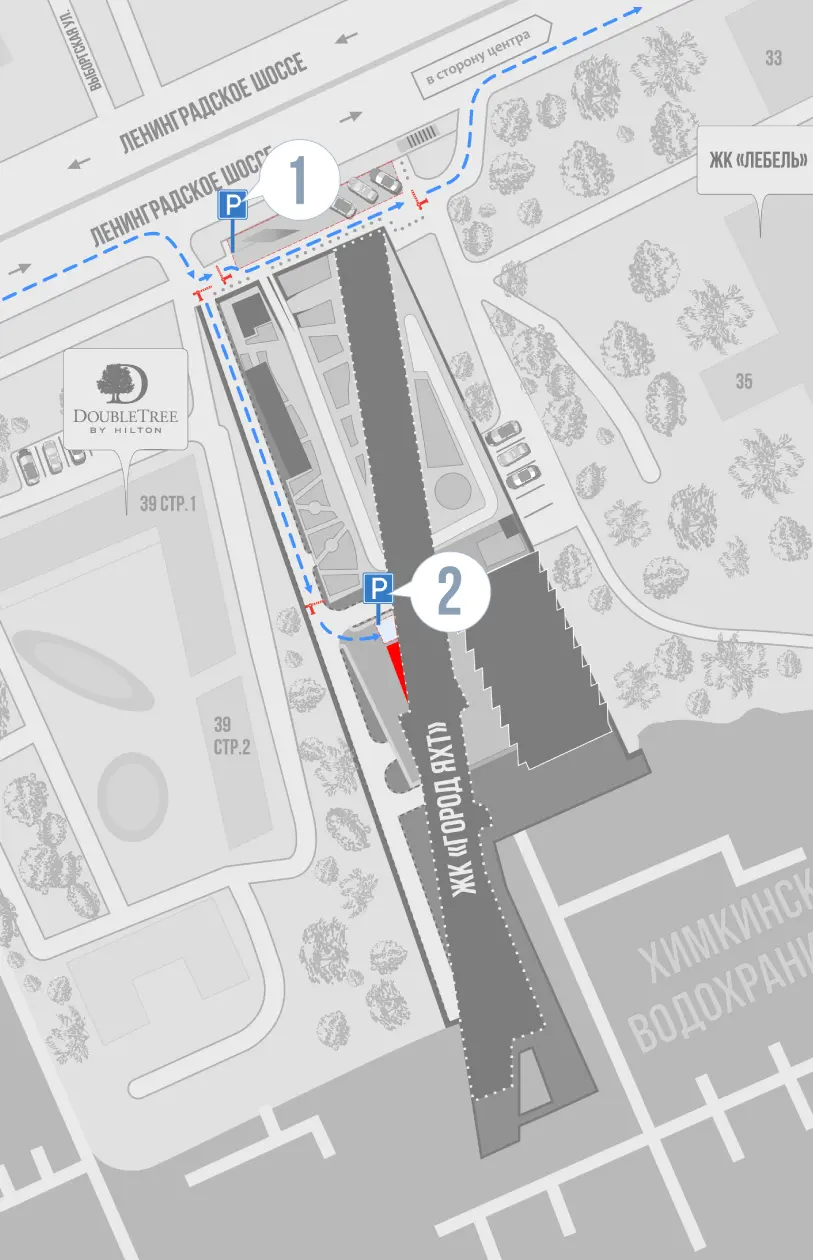 ВЫБОРГСКАЯ УЛ.
ЛЕНИНГРАДСКОЕ ШОССЕ
в сторону центра
33
ЛЕНИНГРАДСКОЕ ШОССЕ
1
P
ЖК «ЛЕБЕЛЬ»
35
DOUBLETREE
BY HILTON
39 СТР.1
P
2
39
СТР.2
ЖК «ГОРОД ЯХТ»
ХИМКИНСК
ВОДОХРАНИ